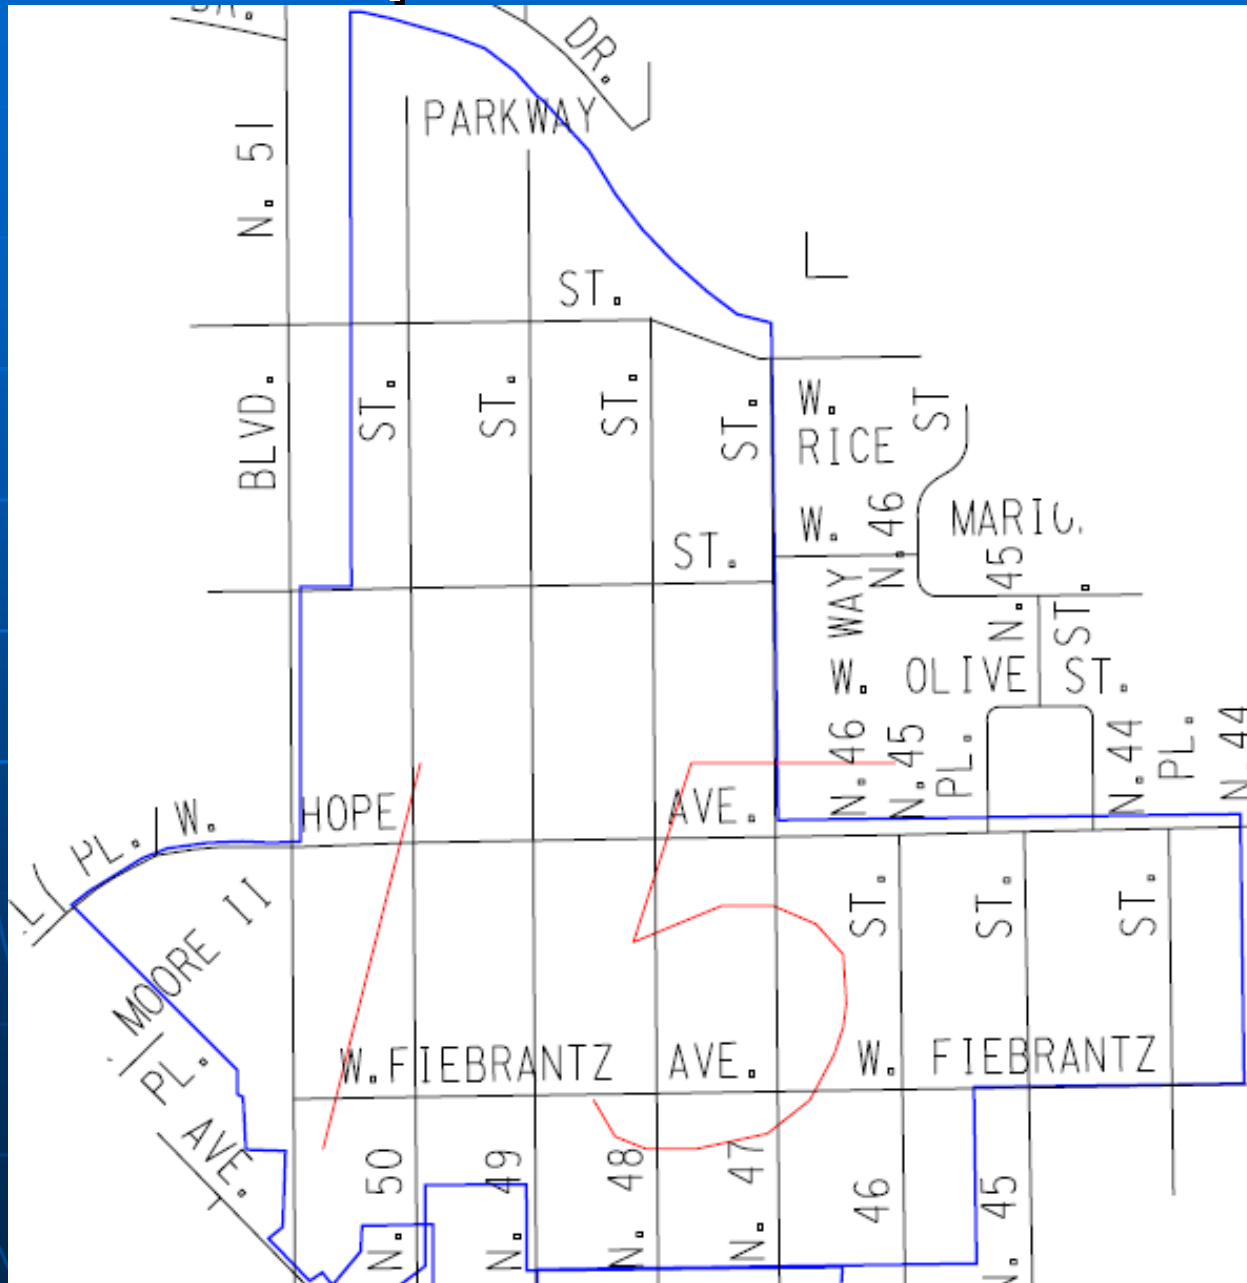 DR.
PARKWAY
N. 51
ST.
BLVD.
ST.
ST.
ST.
ST.
W.
RICE
ST
W.
N. 46
ST.
WAY
N. 45
ST.
W. OLIVE ST.
N. 46
N. 45
PL.
N. 44
PL.
N. 44
W. HOPE AVE.
PL.
MOORE II
15
ST.
ST.
ST.
W. FIEBRANTZ AVE.
W. FIEBRANTZ
PL.
AVE.
N. 50
N. 49
N. 48
N. 47
46
N. 45